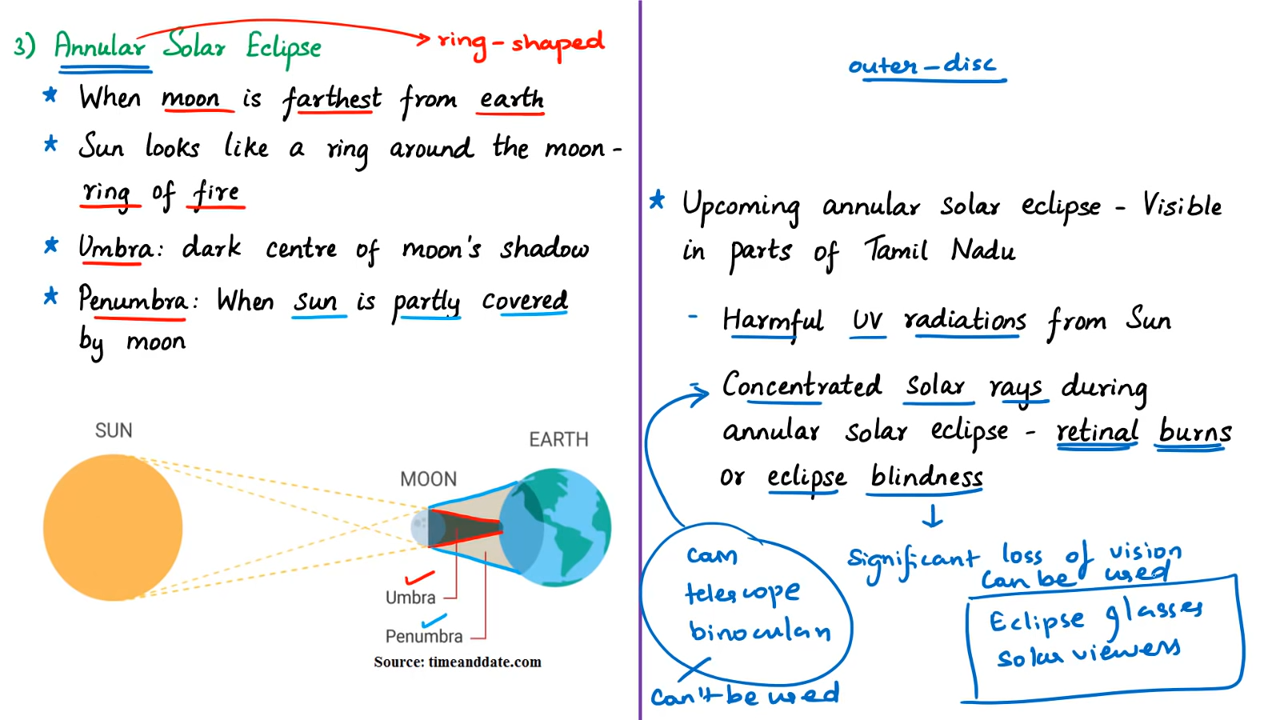 3) Annular Solar Eclipse
ring-shaped
★ When moon is farthest from earth
★ Sun looks like a ring around the moon -
ring of fire
★ Umbra: dark centre of moon's shadow
★ Penumbra: When sun is partly covered
by moon
SUN
MOON
EARTH
Umbra
Penumbra
Source: timeanddate.com
outer-disc
★ Upcoming annular solar eclipse - Visible
in parts of Tamil Nadu
- Harmful UV radiations from Sun
- Concentrated solar rays during
annular solar eclipse - retinal burns
or eclipse blindness
Significant loss of vision
cam
telescope
binocular
can't be used
can be used
Eclipse glasses
solar viewers